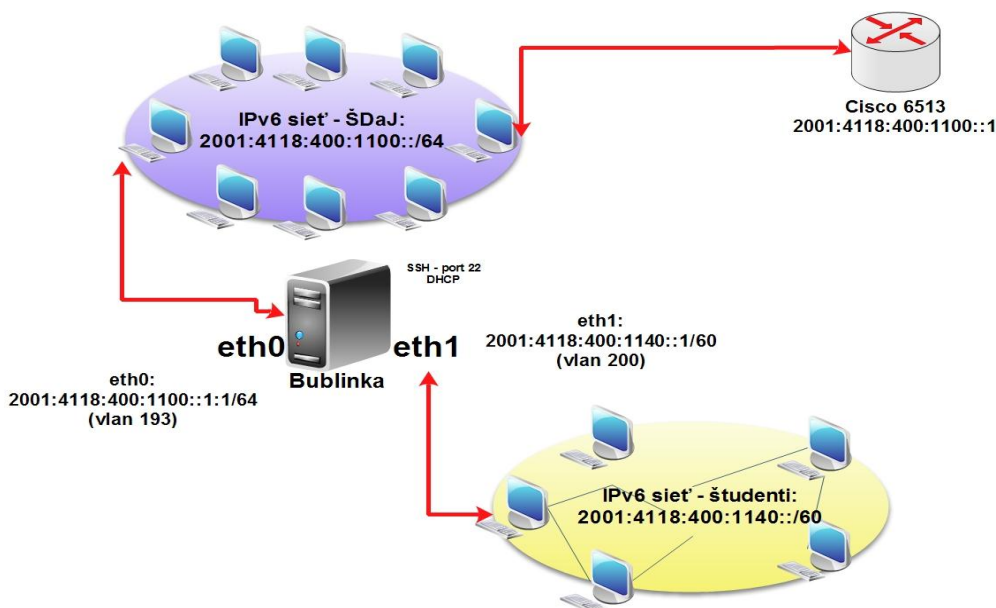 IPv6 sieť - ŠDaJ:
2001:4118:400:1100::/64
Cisco 6513
2001:4118:400:1100::1
SSH - port 22
DHCP
eth0
eth1
Bublinka
eth1:
2001:4118:400:1140::1/60
(vlan 200)
eth0:
2001:4118:400:1100::1:1/64
(vlan 193)
IPv6 sieť - študenti:
2001:4118:400:1140::/60